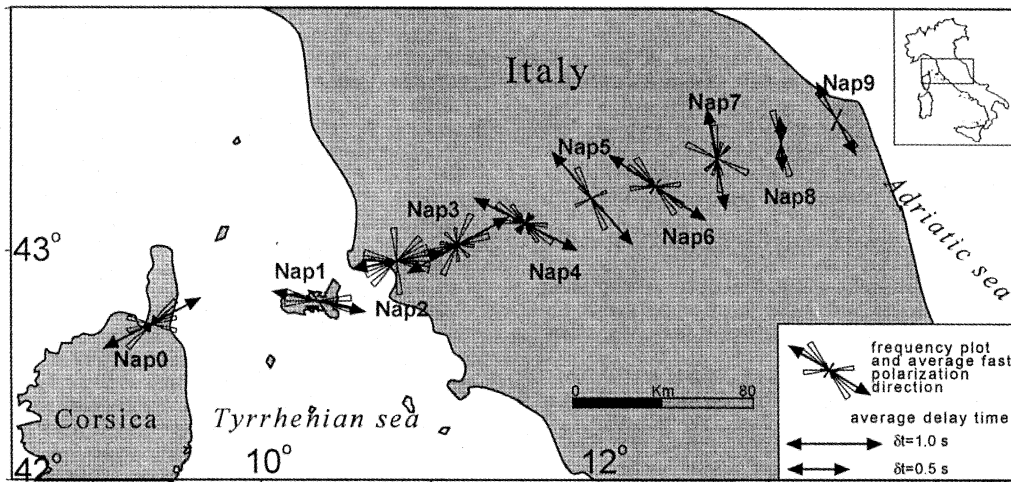 Italy
Nap9
Nap7
Nap5
Nap8
Nap3
Nap6
Adriatic sea
43°
Nap4
Nap1
Nap2
Nap0
frequency plot
and average fast
polarization
direction
0 Km 80
Corsica
Tyrrhenian sea
average delay time
δt=1.0 s
δt=0.5 s
42°
10°
12°